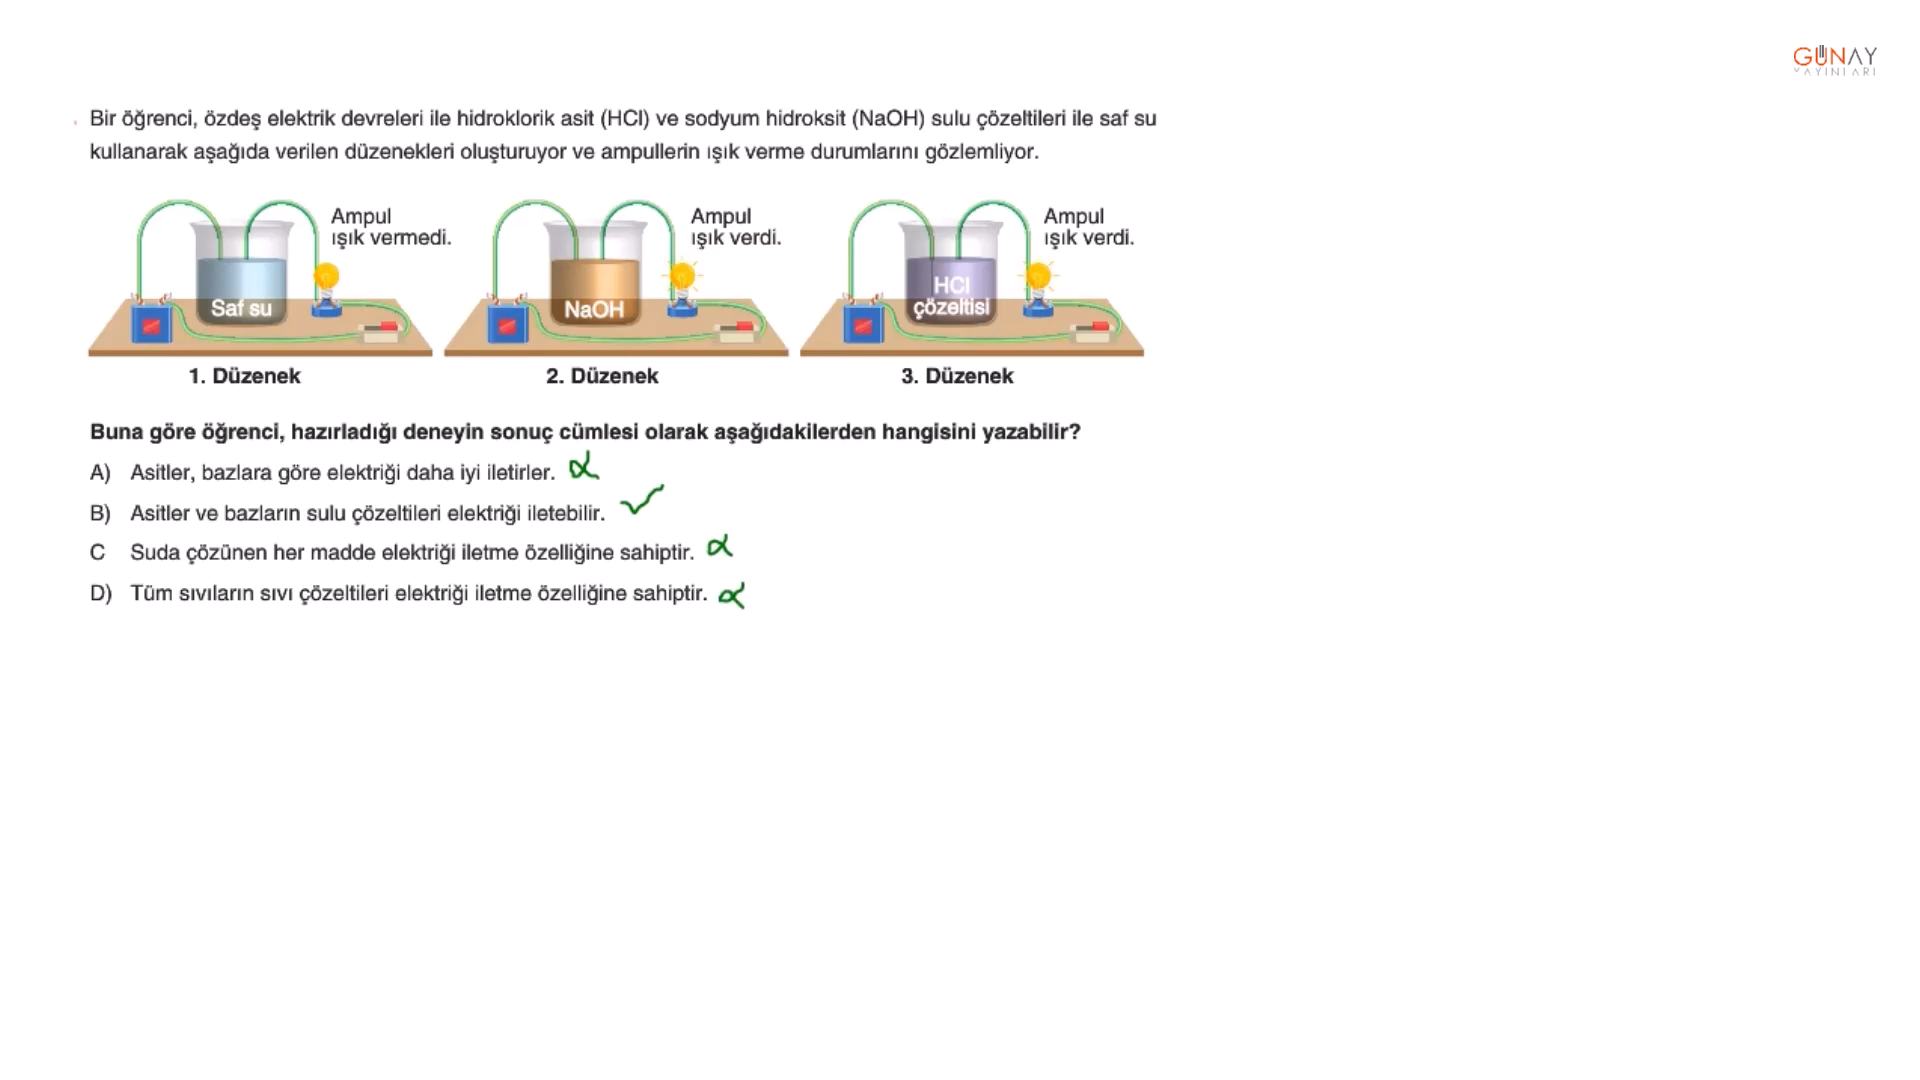 GÜNAY
YAYINLARI
Bir öğrenci, özdeş elektrik devreleri ile hidroklorik asit (HCl) ve sodyum hidroksit (NaOH) sulu çözeltileri ile saf su
kullanarak aşağıda verilen düzenekleri oluşturuyor ve ampullerin ışık verme durumlarını gözlemliyor.
Ampul
ışık vermedi.
Saf su
1. Düzenek
Ampul
ışık verdi.
NaOH
2. Düzenek
Ampul
ışık verdi.
HCl
çözeltisi
3. Düzenek
Buna göre öğrenci, hazırladığı deneyin sonuç cümlesi olarak aşağıdakilerden hangisini yazabilir?
A) Asitler, bazlara göre elektriği daha iyi iletirler.
B) Asitler ve bazların sulu çözeltileri elektriği iletebilir.
C Suda çözünen her madde elektriği iletme özelliğine sahiptir.
D) Tüm sıvıların sıvı çözeltileri elektriği iletme özelliğine sahiptir.